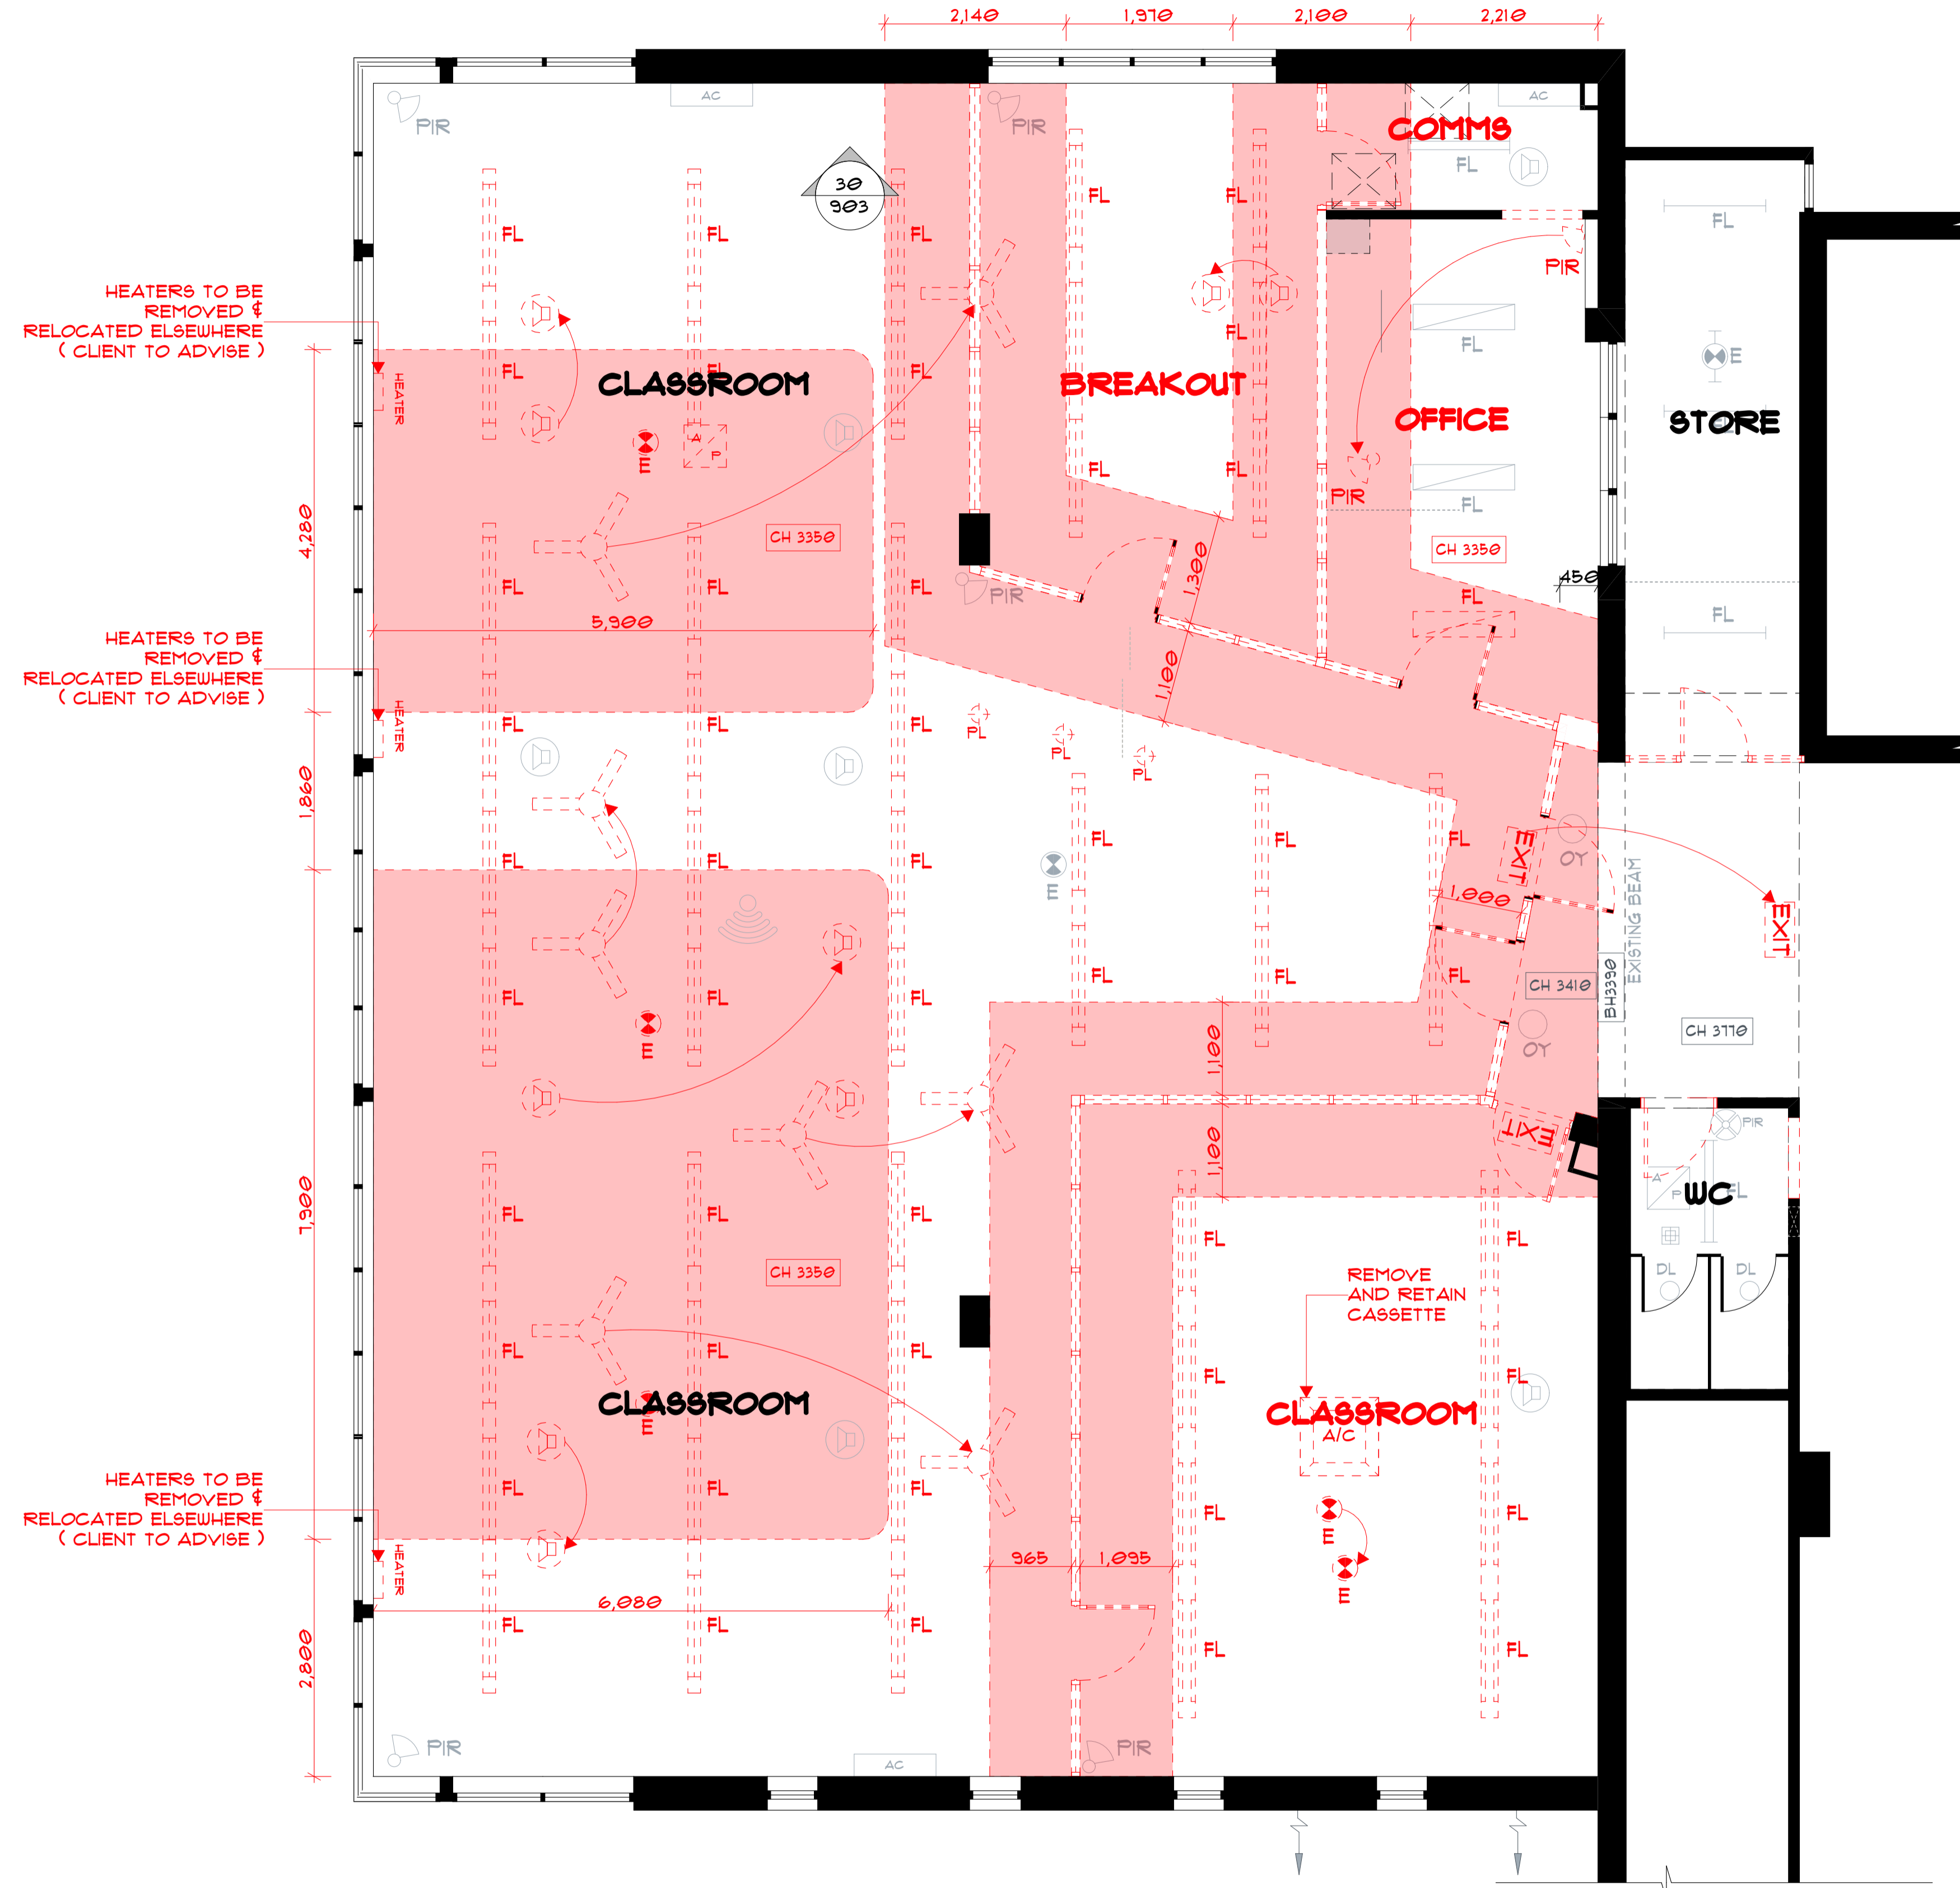 2,140
1,970
2,100
2,210
AC
AC
PIR
PIR
COMMS
FL
30
903
FL
FL
FL
FL
FL
FL
PIR
HEATERS TO BE
REMOVED &
RELOCATED ELSEWHERE
( CLIENT TO ADVISE )
FL
FL
FL
FL
FL
E
HEATER
CLASSROOM
BREAKOUT
OFFICE
STORE
A
P
E
FL
FL
PIR
FL
4,280
CH 3350
CH 3350
1,300
450
FL
FL
FL
PIR
FL
FL
5,900
HEATERS TO BE
REMOVED &
RELOCATED ELSEWHERE
( CLIENT TO ADVISE )
1,100
HEATER
FL
FL
FL
PL
PL
PL
1,860
FL
FL
FL
FL
FL
FL
EXIT
OY
E
1,000
EXISTING BEAM
EXIT
FL
FL
FL
FL
FL
FL
CH 3410
BH3390
CH 3770
E
OY
1,100
EXIT
PIR
1,100
A
P
WC
FL
7,900
FL
FL
FL
FL
FL
CH 3350
REMOVE
AND RETAIN
CASSETTE
DL
DL
FL
FL
FL
FL
FL
CLASSROOM
E
CLASSROOM
A/C
HEATERS TO BE
REMOVED &
RELOCATED ELSEWHERE
( CLIENT TO ADVISE )
FL
FL
FL
FL
FL
E
HEATER
965
1,095
E
6,080
FL
FL
FL
FL
FL
2,800
PIR
PIR
AC